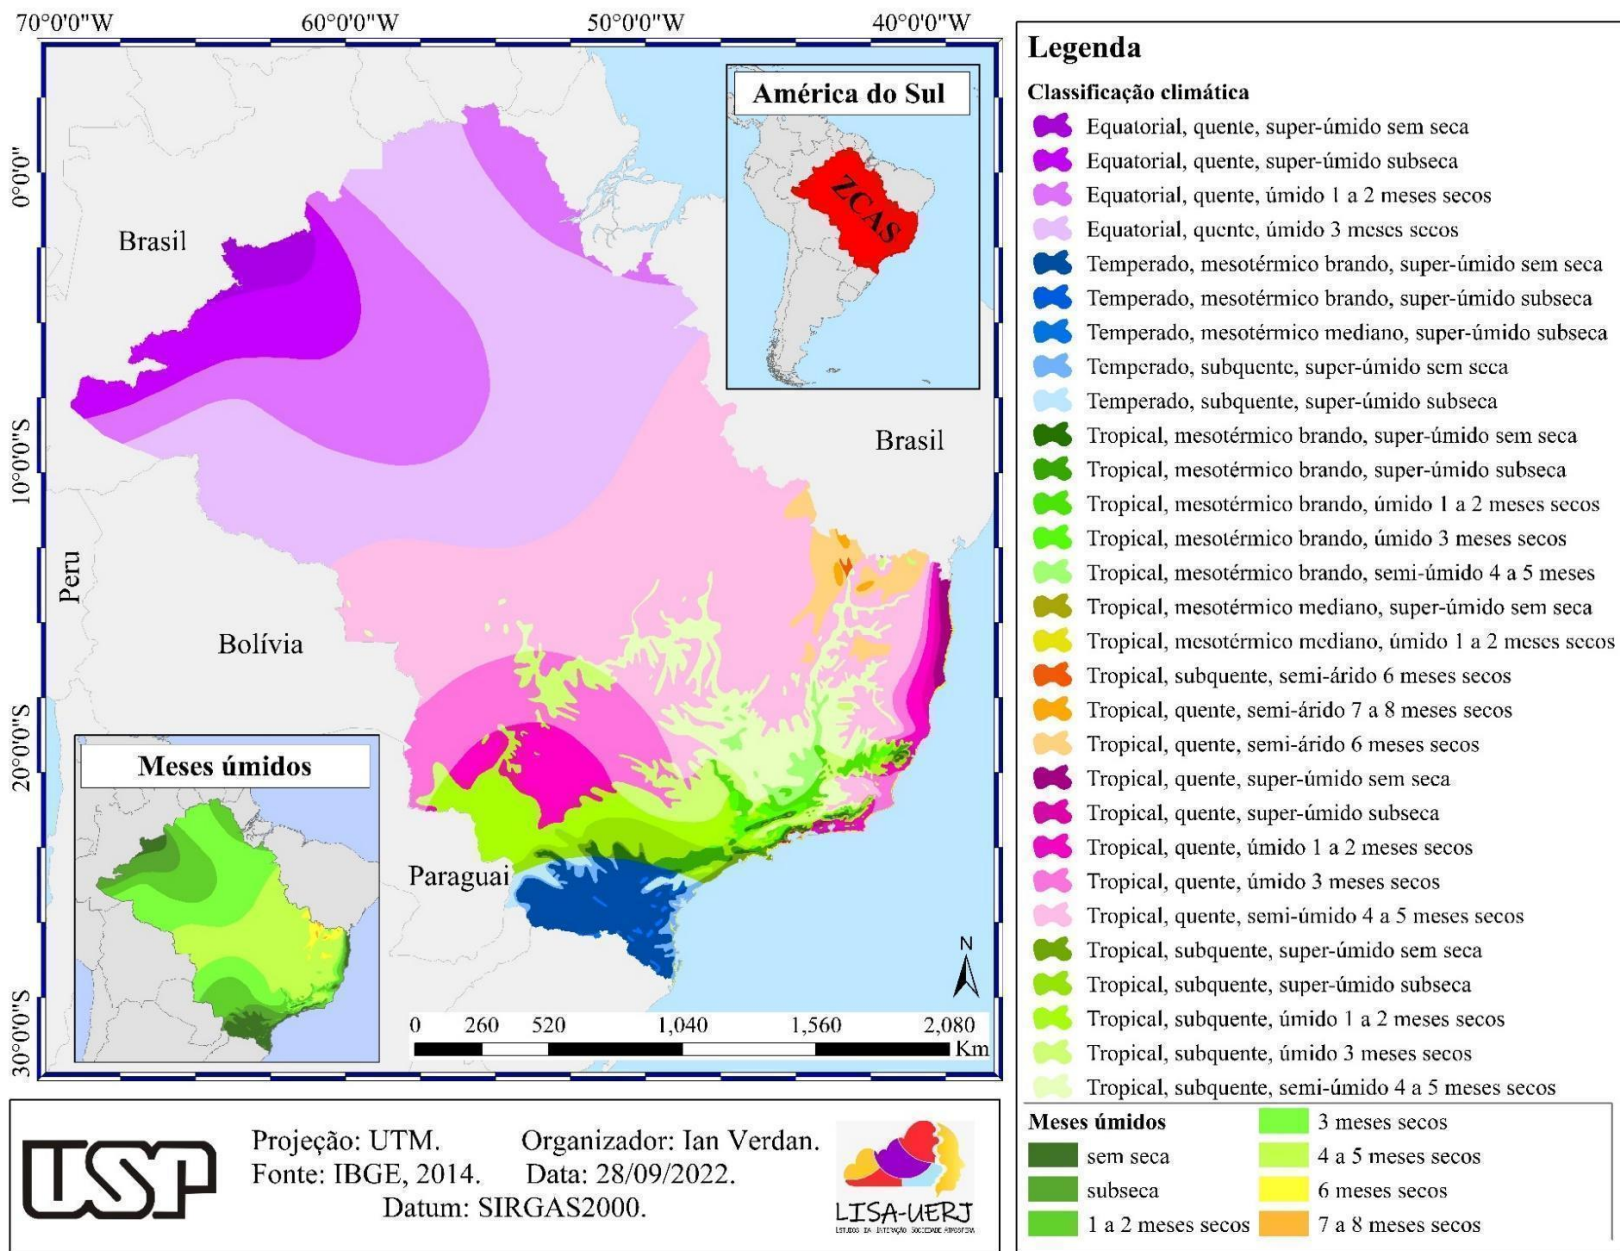 70°0'0"W 60°0'0"W 50°0'0"W 40°0'0"W
0°0'0"
10°0'0"S
20°0'0"S
30°0'0"S
América do Sul
ZCAS
Brasil
Brasil
Peru
Bolívia
Paraguai
Meses úmidos
N
0 260 520 1,040 1,560 2,080
Km
Legenda
Classificação climática
Equatorial, quente, super-úmido sem seca
Equatorial, quente, super-úmido subseca
Equatorial, quente, úmido 1 a 2 meses secos
Equatorial, quente, úmido 3 meses secos
Temperado, mesotérmico brando, super-úmido sem seca
Temperado, mesotérmico brando, super-úmido subseca
Temperado, mesotérmico mediano, super-úmido subseca
Temperado, subquente, super-úmido sem seca
Temperado, subquente, super-úmido subseca
Tropical, mesotérmico brando, super-úmido sem seca
Tropical, mesotérmico brando, super-úmido subseca
Tropical, mesotérmico brando, úmido 1 a 2 meses secos
Tropical, mesotérmico brando, úmido 3 meses secos
Tropical, mesotérmico brando, semi-úmido 4 a 5 meses
Tropical, mesotérmico mediano, super-úmido sem seca
Tropical, mesotérmico mediano, úmido 1 a 2 meses secos
Tropical, subquente, semi-árido 6 meses secos
Tropical, quente, semi-árido 7 a 8 meses secos
Tropical, quente, semi-árido 6 meses secos
Tropical, quente, super-úmido sem seca
Tropical, quente, super-úmido subseca
Tropical, quente, úmido 1 a 2 meses secos
Tropical, quente, úmido 3 meses secos
Tropical, quente, semi-úmido 4 a 5 meses secos
Tropical, subquente, super-úmido sem seca
Tropical, subquente, super-úmido subseca
Tropical, subquente, úmido 1 a 2 meses secos
Tropical, subquente, úmido 3 meses secos
Tropical, subquente, semi-úmido 4 a 5 meses secos
Meses úmidos
sem seca
subseca
1 a 2 meses secos
3 meses secos
4 a 5 meses secos
6 meses secos
7 a 8 meses secos
USP
Projeção: UTM. Organizador: Ian Verdan.
Fonte: IBGE, 2014. Data: 28/09/2022.
Datum: SIRGAS2000.
LISA-UERJ
ESTUDOS DA INTERAÇÃO SOCIEDADE ATMOSFERA